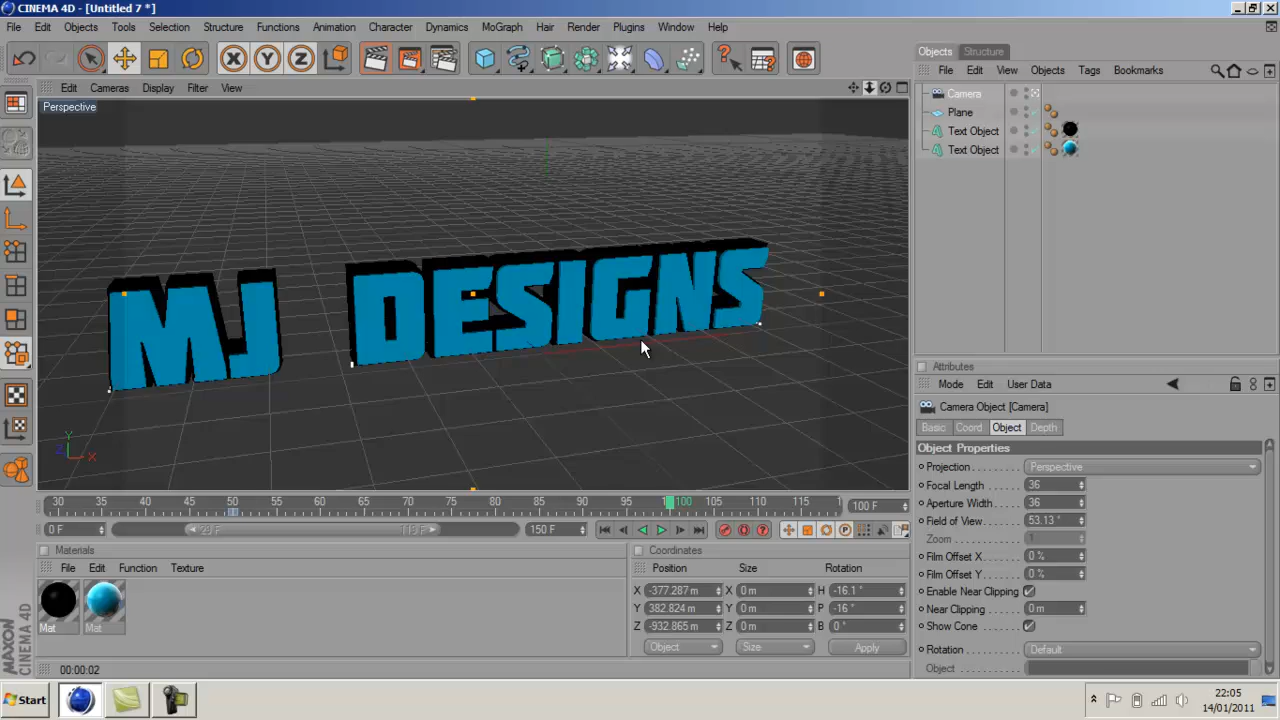 CINEMA 4D - [Untitled 7 *]
File Edit Objects Tools Selection Structure Functions Animation Character Dynamics MoGraph Hair Render Plugins Window Help
X Y Z
Edit Cameras Display Filter View
Perspective
MJ DESIGNS
Y
Z X
30 35 40 45 50 55 60 65 70 75 80 85 90 95 100 105 110 115 1 100 F
0 F 150 F
Materials
File Edit Function Texture
Mat Mat
00:00:02
Coordinates
Position Size Rotation
X -377.287 m X 0 m H -16.1 °
Y 382.824 m Y 0 m P -16 °
Z -932.865 m Z 0 m B 0 °
Object Size Apply
Objects Structure
File Edit View Objects Tags Bookmarks
Camera
Plane
Text Object
Text Object
Attributes
Mode Edit User Data
Camera Object [Camera]
Basic Coord Object Depth
Object Properties
Projection Perspective
Focal Length 36
Aperture Width 36
Field of View 53.13 °
Zoom 1
Film Offset X 0 %
Film Offset Y 0 %
Enable Near Clipping
Near Clipping 0 m
Show Cone
Rotation Default
Object
MAXON
CINEMA 4D
Start
22:05
14/01/2011